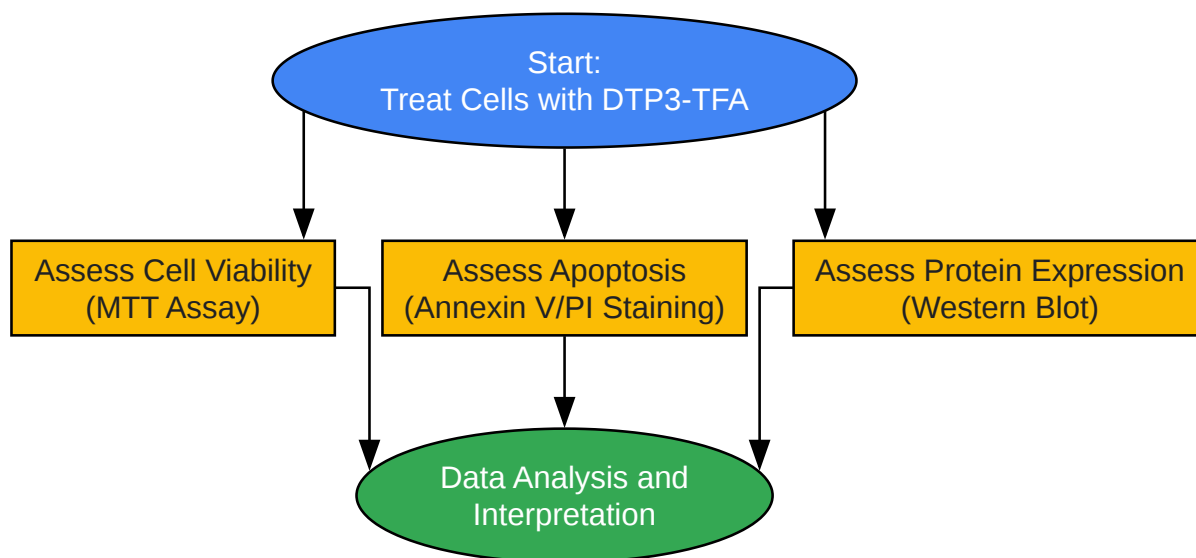 Start:
Treat Cells with DTP3-TFA
Assess Cell Viability
(MTT Assay)
Assess Apoptosis
(Annexin V/PI Staining)
Assess Protein Expression
(Western Blot)
Data Analysis and
Interpretation